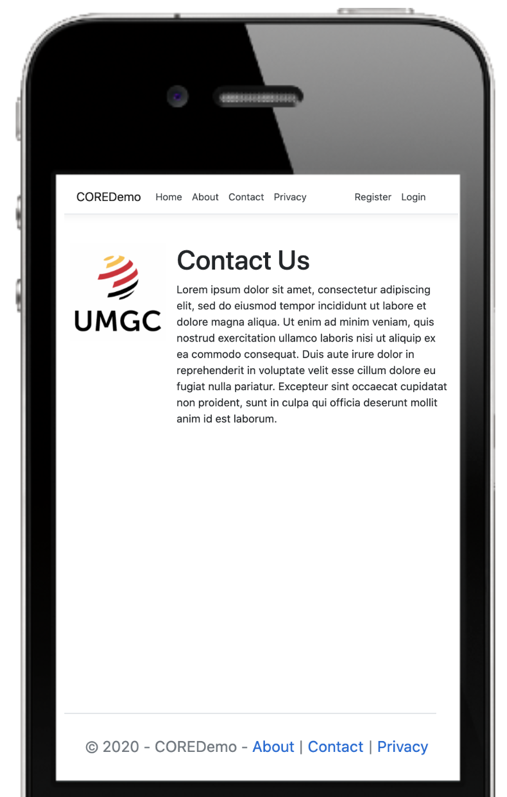 COREDemo Home About Contact Privacy Register Login
UMGC
Contact Us
Lorem ipsum dolor sit amet, consectetur adipiscing
elit, sed do eiusmod tempor incididunt ut labore et
dolore magna aliqua. Ut enim ad minim veniam, quis
nostrud exercitation ullamco laboris nisi ut aliquip ex
ea commodo consequat. Duis aute irure dolor in
reprehenderit in voluptate velit esse cillum dolore eu
fugiat nulla pariatur. Excepteur sint occaecat cupidatat
non proident, sunt in culpa qui officia deserunt mollit
anim id est laborum.
© 2020 - COREDemo - About | Contact | Privacy